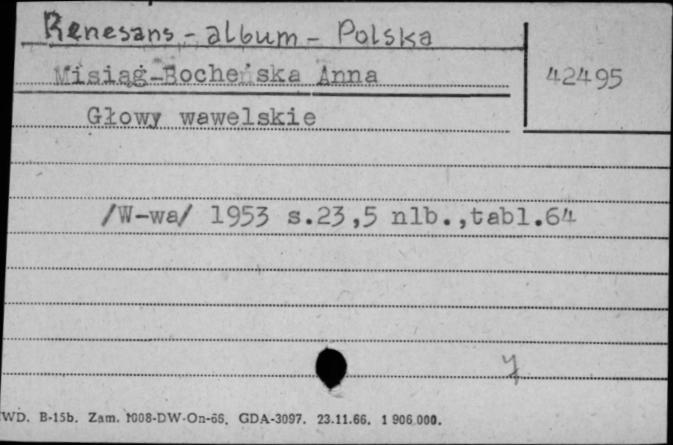 Renesans - album - Polska
Misiąg-Bocheńska Anna
42495
Głowy wawelskie
/W-wa/ 1953 s.23,5 nlb.,tabl.64
y
WD. B-15b. Zam. 1008-DW-On-66. GDA-3097. 23.11.66. 1 906 000.